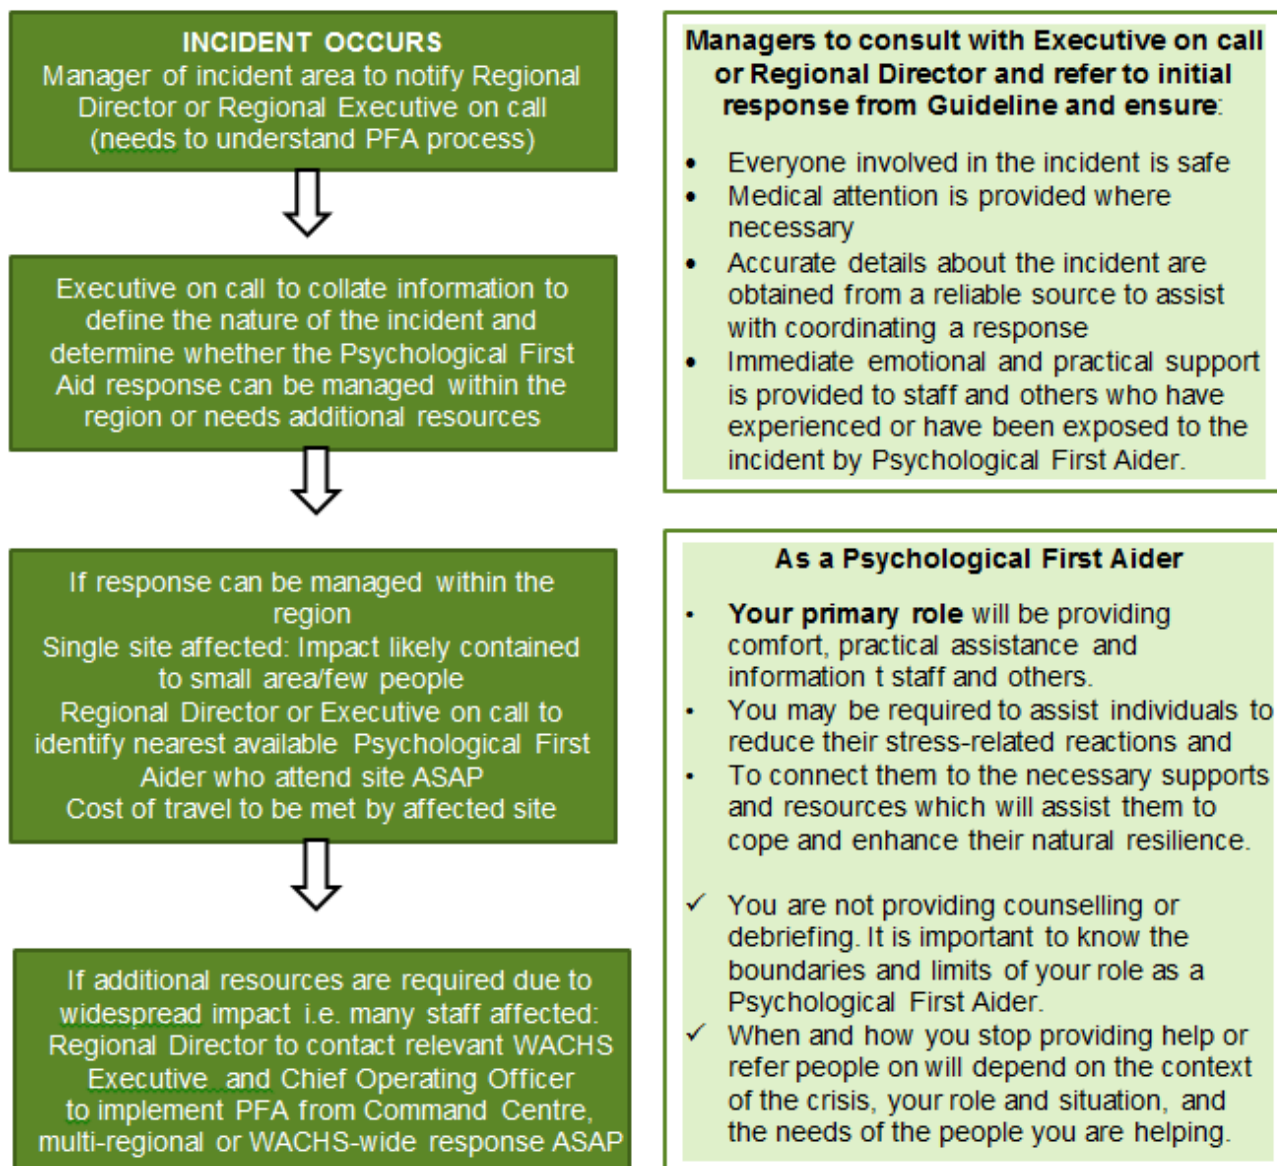 INCIDENT OCCURS
Manager of incident area to notify Regional
Director or Regional Executive on call
(needs to understand PFA process)
Executive on call to collate information to
define the nature of the incident and
determine whether the Psychological First
Aid response can be managed within the
region or needs additional resources
If response can be managed within the
region
Single site affected: Impact likely contained
to small area/few people
Regional Director or Executive on call to
identify nearest available Psychological First
Aider who attend site ASAP
Cost of travel to be met by affected site
If additional resources are required due to
widespread impact i.e. many staff affected:
Regional Director to contact relevant WACHS
Executive and Chief Operating Officer
to implement PFA from Command Centre,
multi-regional or WACHS-wide response ASAP
Managers to consult with Executive on call
or Regional Director and refer to initial
response from Guideline and ensure:
• Everyone involved in the incident is safe
• Medical attention is provided where
necessary
• Accurate details about the incident are
obtained from a reliable source to assist
with coordinating a response
• Immediate emotional and practical support
is provided to staff and others who have
experienced or have been exposed to the
incident by Psychological First Aider.
As a Psychological First Aider
• Your primary role will be providing
comfort, practical assistance and
information t staff and others.
• You may be required to assist individuals to
reduce their stress-related reactions and
• To connect them to the necessary supports
and resources which will assist them to
cope and enhance their natural resilience.
✓ You are not providing counselling or
debriefing. It is important to know the
boundaries and limits of your role as a
Psychological First Aider.
✓ When and how you stop providing help or
refer people on will depend on the context
of the crisis, your role and situation, and
the needs of the people you are helping.